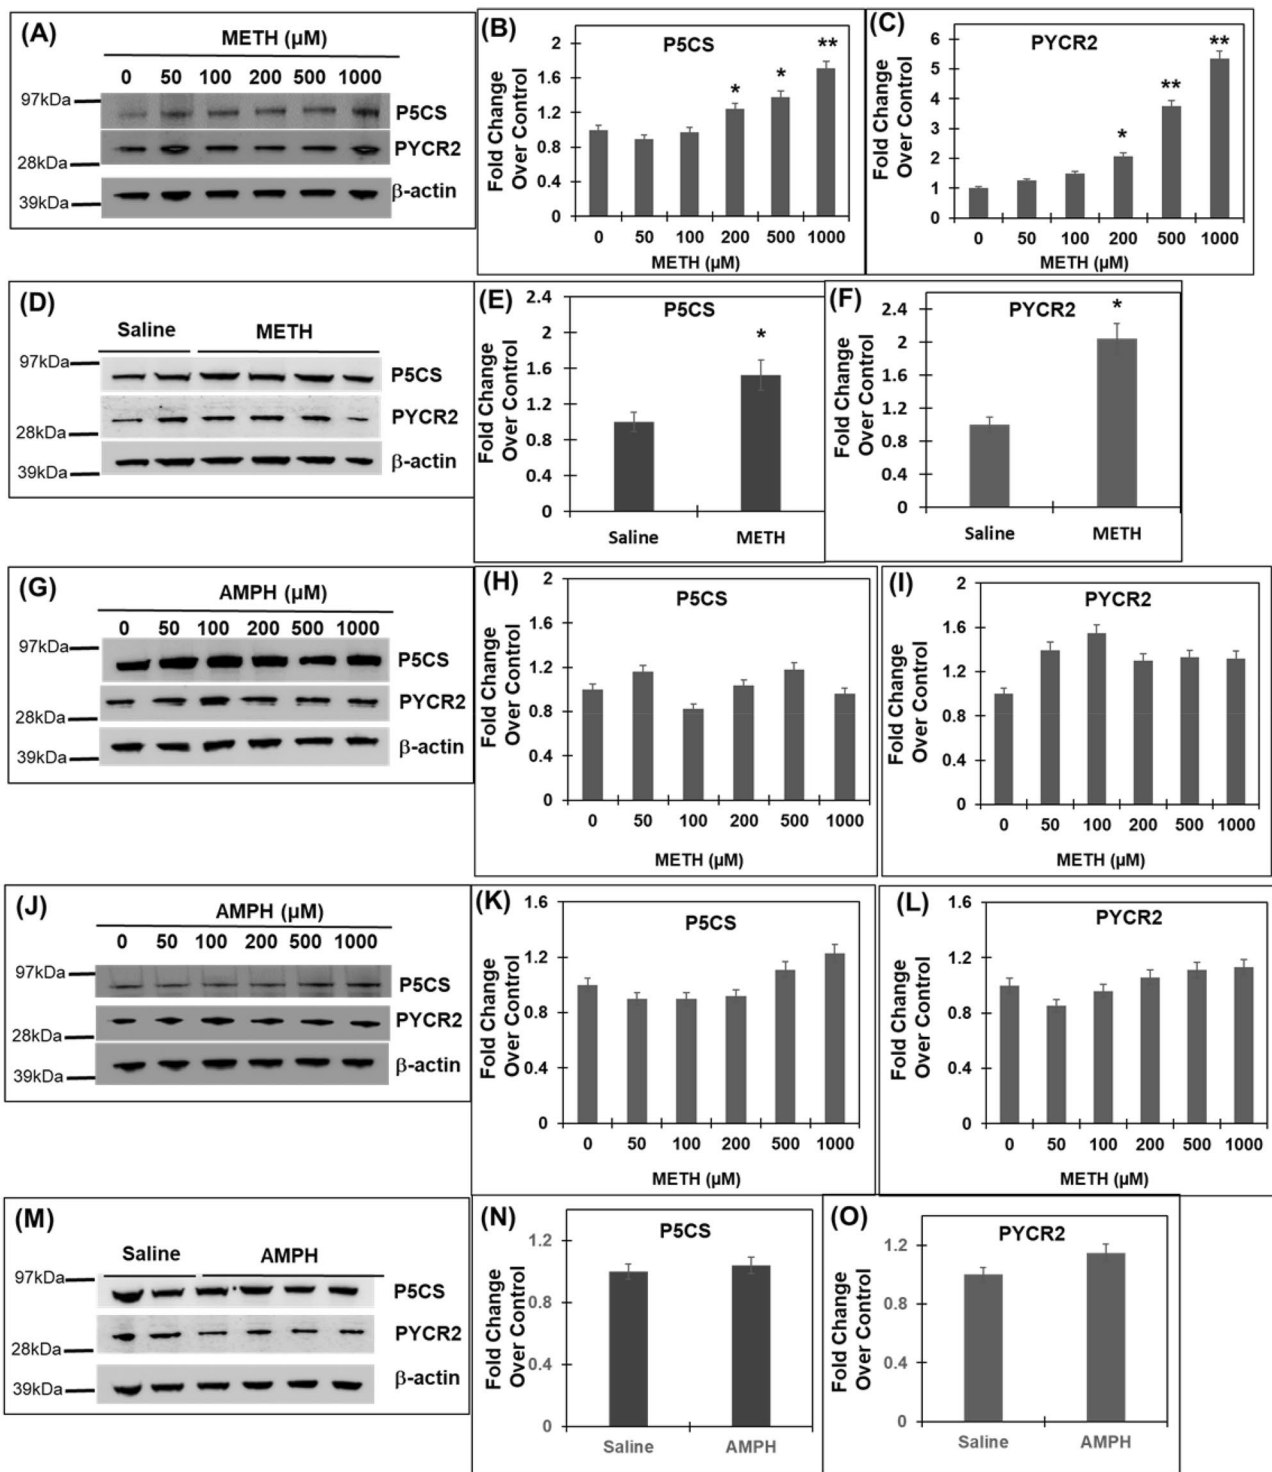 (A)
METH (µM)
0 50 100 200 500 1000
97kDa
P5CS
PYCR2
28kDa
β-actin
39kDa
(B)
P5CS
Fold Change
Over Control
2
1.6
1.2
0.8
0.4
0
* * **
0 50 100 200 500 1000
METH (µM)
(C)
PYCR2
Fold Change
Over Control
6
5
4
3
2
1
0
* ** **
0 50 100 200 500 1000
METH (µM)
(D)
Saline METH
97kDa
P5CS
PYCR2
28kDa
β-actin
39kDa
(E)
P5CS
Fold Change
Over Control
2.4
2
1.6
1.2
0.8
0.4
0
*
Saline METH
(F)
PYCR2
Fold Change
Over Control
2.4
2
1.6
1.2
0.8
0.4
0
*
Saline METH
(G)
AMPH (µM)
0 50 100 200 500 1000
97kDa
P5CS
PYCR2
28kDa
β-actin
39kDa
(H)
P5CS
Fold Change
Over Control
2
1.6
1.2
0.8
0.4
0
0 50 100 200 500 1000
METH (µM)
(I)
PYCR2
Fold Change
Over Control
2
1.6
1.2
0.8
0.4
0
0 50 100 200 500 1000
METH (µM)
(J)
AMPH (µM)
0 50 100 200 500 1000
97kDa
P5CS
PYCR2
28kDa
β-actin
39kDa
(K)
P5CS
Fold Change
Over Control
1.6
1.2
0.8
0.4
0
0 50 100 200 500 1000
METH (µM)
(L)
PYCR2
Fold Change
Over Control
1.6
1.2
0.8
0.4
0
0 50 100 200 500 1000
METH (µM)
(M)
Saline AMPH
97kDa
P5CS
PYCR2
28kDa
β-actin
39kDa
(N)
P5CS
Fold Change
Over Control
1.2
0.8
0.4
0
Saline AMPH
(O)
PYCR2
Fold Change
Over Control
1.2
0.8
0.4
0
Saline AMPH